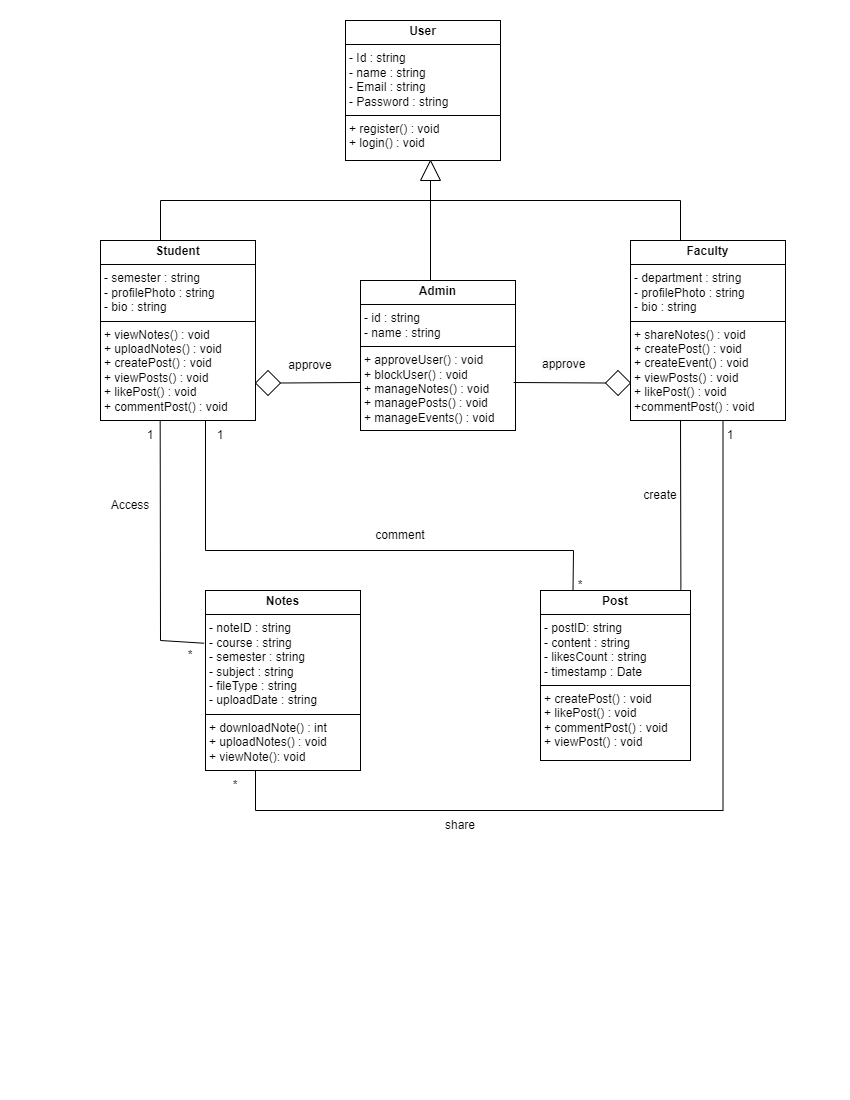 User
- Id : string
- name : string
- Email : string
- Password : string
+ register() : void
+ login() : void
Student
- semester : string
- profilePhoto : string
- bio : string
+ viewNotes() : void
+ uploadNotes() : void
+ createPost() : void
+ viewPosts() : void
+ likePost() : void
+ commentPost() : void
approve
Admin
- id : string
- name : string
+ approveUser() : void
+ blockUser() : void
+ manageNotes() : void
+ managePosts() : void
+ manageEvents() : void
approve
Faculty
- department : string
- profilePhoto : string
- bio : string
+ shareNotes() : void
+ createPost() : void
+ createEvent() : void
+ viewPosts() : void
+ likePost() : void
+commentPost() : void
1
1
1
Access
create
comment
*
Notes
- noteID : string
- course : string
- semester : string
- subject : string
- fileType : string
- uploadDate : string
+ downloadNote() : int
+ uploadNotes() : void
+ viewNote(): void
*
*
Post
- postID: string
- content : string
- likesCount : string
- timestamp : Date
+ createPost() : void
+ likePost() : void
+ commentPost() : void
+ viewPost() : void
share